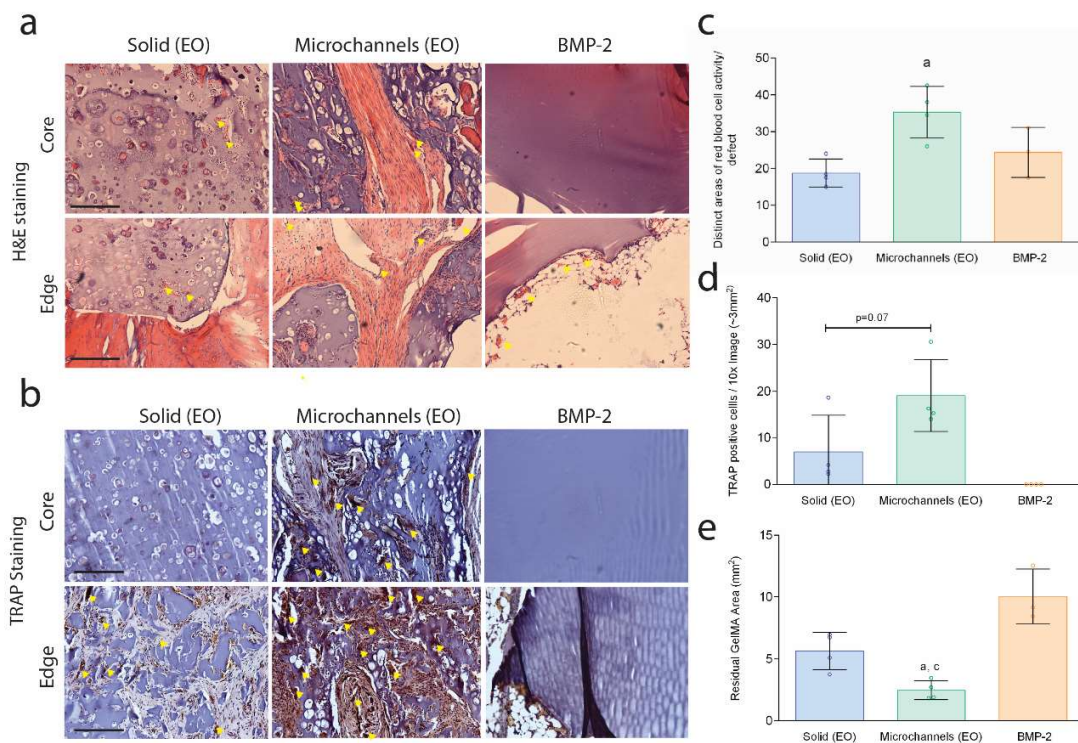 a
Solid (EO)
Microchannels (EO)
BMP-2
H&E staining
Core
Edge
b
Solid (EO)
Microchannels (EO)
BMP-2
TRAP Staining
Core
Edge
c
Distinct areas of red blood cell activity/
defect
50
40
30
20
10
0
a
Solid (EO)
Microchannels (EO)
BMP-2
d
TRAP positive cells / 10x Image (~3mm²)
40
30
20
10
0
p=0.07
Solid (EO)
Microchannels (EO)
BMP-2
e
Residual GelMA Area (mm²)
15
10
5
0
a, c
Solid (EO)
Microchannels (EO)
BMP-2